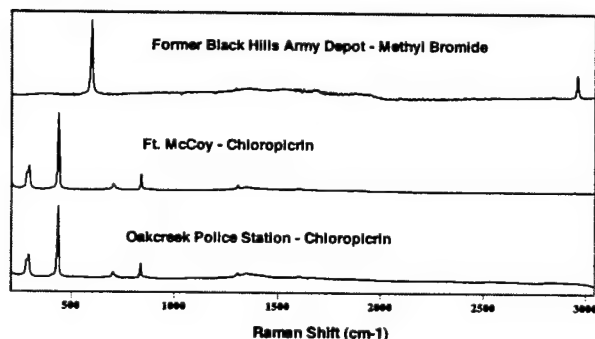 Former Black Hills Army Depot - Methyl Bromide
Ft. McCoy - Chloropicrin
Oakcreek Police Station - Chloropicrin
500 1000 1500 2000 2500 3000
Raman Shift (cm-1)